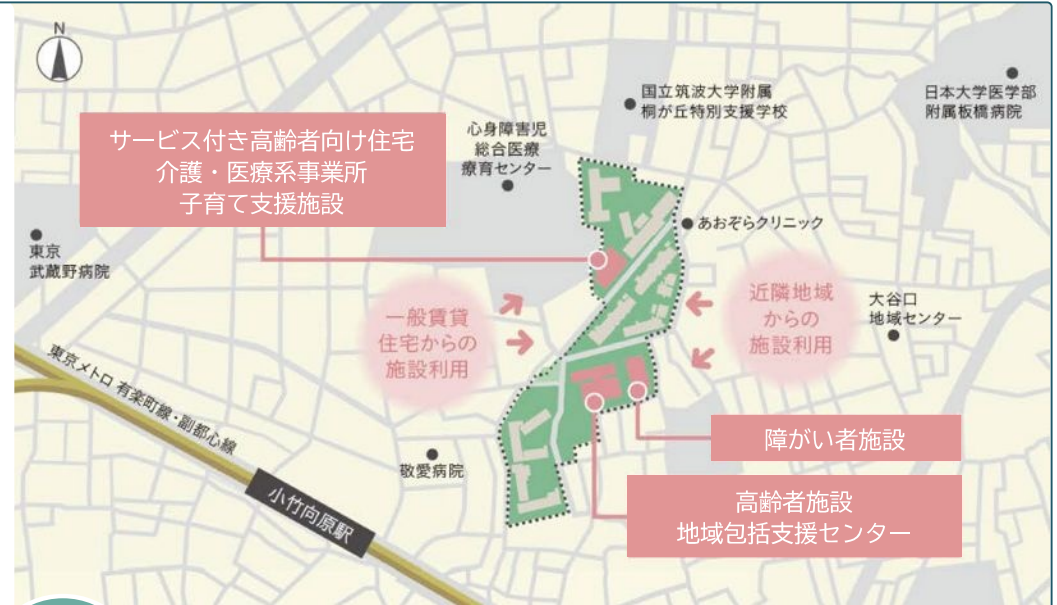 N
国立筑波大学附属
桐が丘特別支援学校
日本大学医学部
附属板橋病院
サービス付き高齢者向け住宅
介護・医療系事業所
子育て支援施設
心身障害児
総合医療
療育センター
あおぞらクリニック
東京
武蔵野病院
一般賃貸
住宅からの
施設利用
近隣地域
からの
施設利用
大谷口
地域センター
東京メトロ 有楽町線・副都心線
障がい者施設
敬愛病院
小竹向原駅
高齢者施設
地域包括支援センター